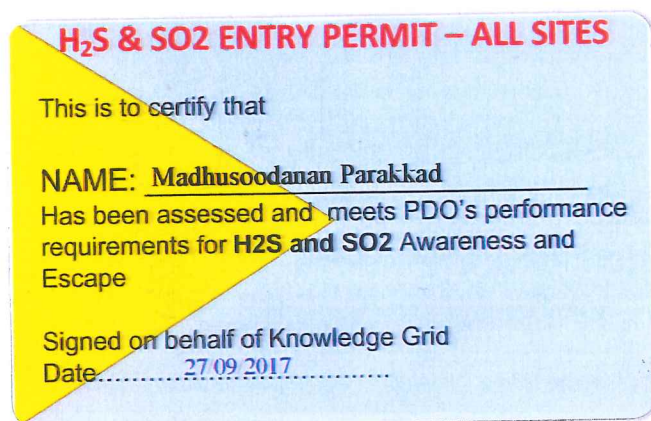 H₂S & SO2 ENTRY PERMIT – ALL SITES
This is to certify that
NAME: Madhusoodanan Parakkad
Has been assessed and meets PDO's performance
requirements for H2S and SO2 Awareness and
Escape
Signed on behalf of Knowledge Grid
Date..........27/09/2017..........